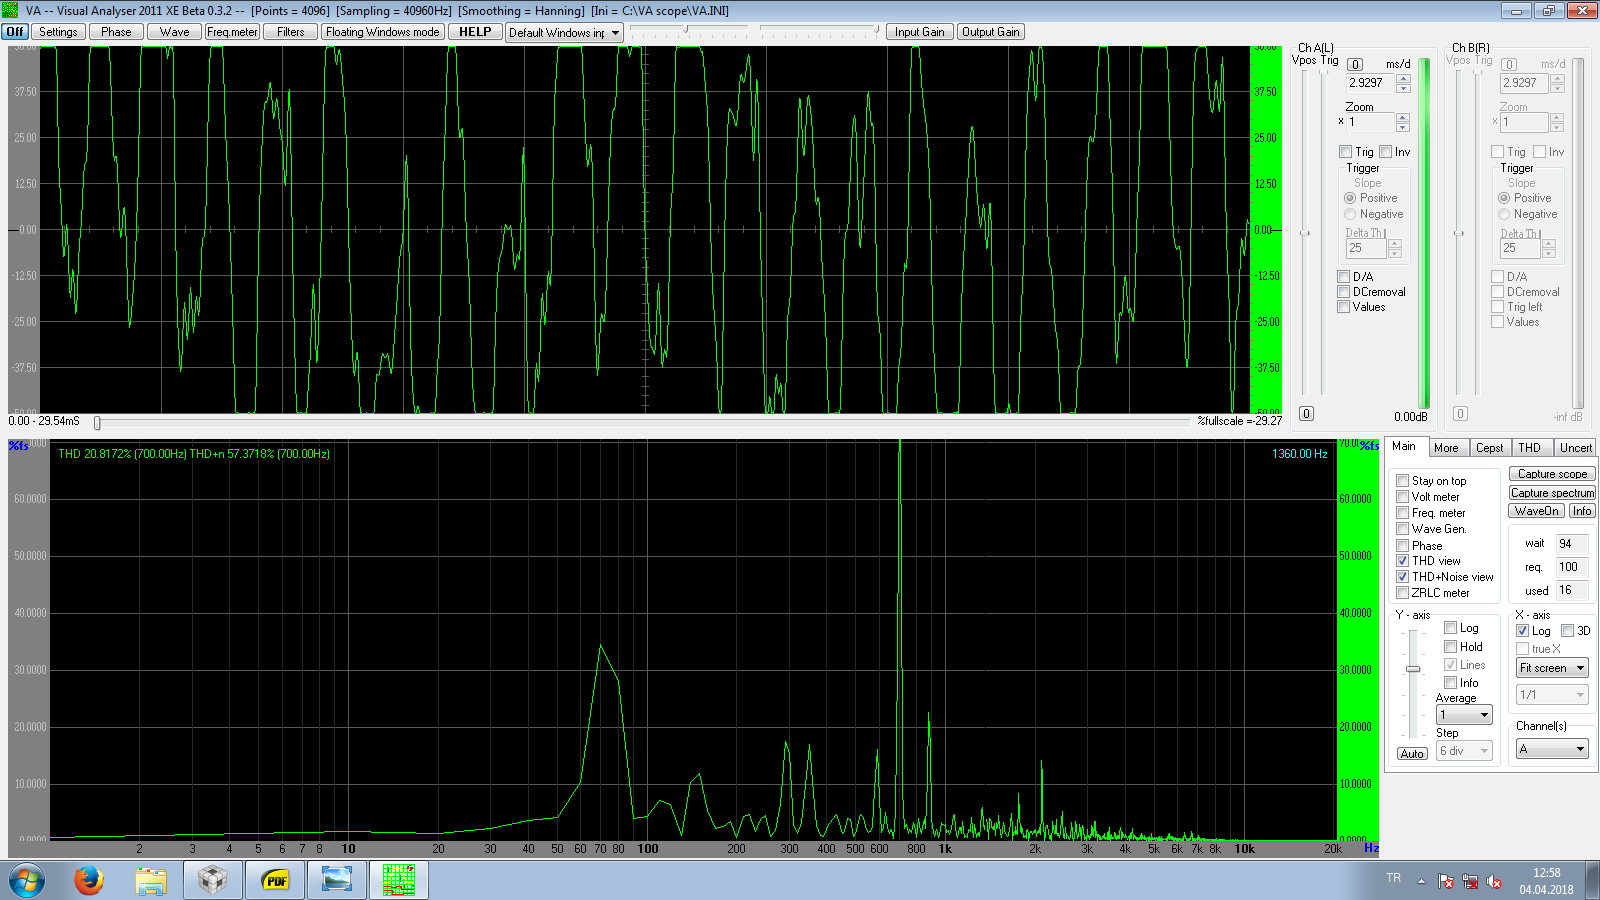 VA -- Visual Analyser 2011 XE Beta 0.3.2 -- [Points = 4096] [Sampling = 40960Hz] [Smoothing = Hanning] [Ini = C:\VA scope\VA.INI]
Off Settings Phase Wave Freq.meter Filters Floating Windows mode HELP Default Windows in Input Gain Output Gain
50.00 50.00
37.50 37.50
25.00 25.00
12.50 12.50
0.00 0.00
-12.50 -12.50
-25.00 -25.00
-37.50 -37.50
-50.00 -50.00
0.00 - 29.54mS %fullscale =-29.27
Ch A(L)
Vpos Trig 0 ms/d
2.9297
Zoom
x 1
Trig Inv
Trigger
Slope
Positive
Negative
Delta Th
25
D/A
DCremoval
Values
0 0.00dB
Ch B(R)
Vpos Trig 0 ms/d
2.9297
Zoom
x 1
Trig Inv
Trigger
Slope
Positive
Negative
Delta Th
25
D/A
DCremoval
Trig left
Values
0 -inf dB
%fs 70.00 %fs
THD 20.8172% (700.00Hz) THD+n 57.3718% (700.00Hz) 1360.00 Hz
60.0000 60.0000
50.0000 50.0000
40.0000 40.0000
30.0000 30.0000
20.0000 20.0000
10.0000 10.0000
0.0000 0.0000
2 3 4 5 6 7 8 10 20 30 40 50 60 70 80 100 200 300 400 500 600 800 1k 2k 3k 4k 5k 6k 7k 8k 10k 20k Hz
Main More Cepst THD Uncert
Stay on top
Volt meter
Freq. meter
Wave Gen.
Phase
THD view
THD+Noise view
ZRLC meter
Capture scope
Capture spectrum
WaveOn Info
wait 94
req. 100
used 16
Y - axis
Log
Hold
Lines
Info
Average
1
Step
Auto 6 div
X - axis
Log 3D
true X
Fit screen
1/1
Channel(s)
A
PDF
TR
12:58
04.04.2018